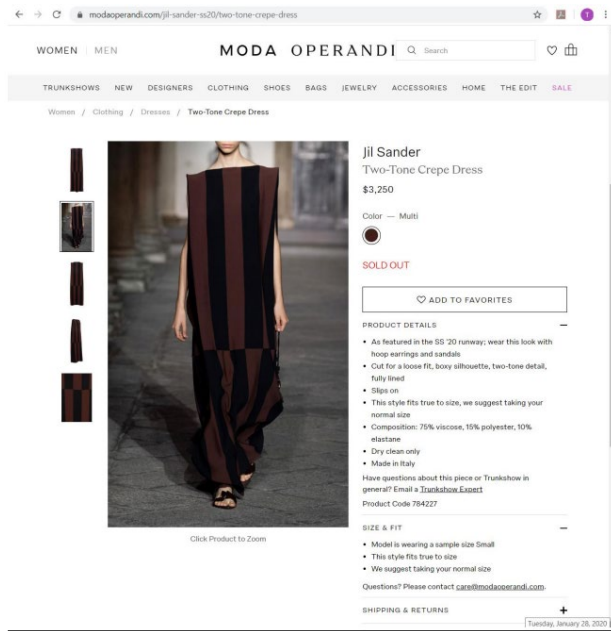 modaoperandi.com/jil-sander-ss20/two-tone-crepe-dress
T
WOMEN | MEN
MODA OPERANDI
Search
TRUNKSHOWS NEW DESIGNERS CLOTHING SHOES BAGS JEWELRY ACCESSORIES HOME THE EDIT SALE
Women / Clothing / Dresses / Two-Tone Crepe Dress
Jil Sander
Two-Tone Crepe Dress
$3,250
Color — Multi
SOLD OUT
ADD TO FAVORITES
PRODUCT DETAILS −
• As featured in the SS '20 runway; wear this look with
hoop earrings and sandals
• Cut for a loose fit, boxy silhouette, two-tone detail,
fully lined
• Slips on
• This style fits true to size, we suggest taking your
normal size
• Composition: 75% viscose, 15% polyester, 10%
elastane
• Dry clean only
• Made in Italy
Have questions about this piece or Trunkshow in
general? Email a Trunkshow Expert
Product Code 784227
Click Product to Zoom
SIZE & FIT −
• Model is wearing a sample size Small
• This style fits true to size
• We suggest taking your normal size
Questions? Please contact care@modaoperandi.com.
SHIPPING & RETURNS +
Tuesday, January 28, 2020